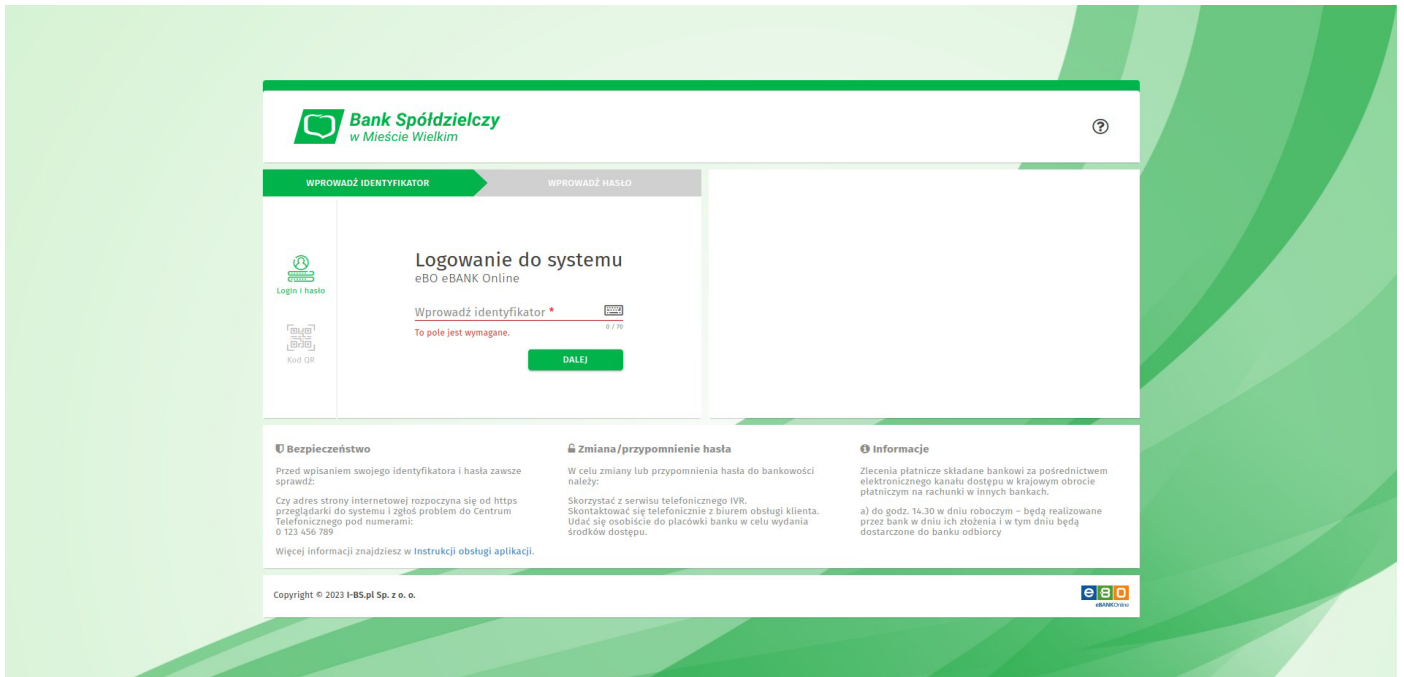 Bank Spółdzielczy
w Mieście Wielkim
WPROWADŹ IDENTYFIKATOR
WPROWADŹ HASŁO
Login i hasło
Kod QR
Logowanie do systemu
eBO eBANK Online
Wprowadź identyfikator *
To pole jest wymagane.
0 / 70
DALEJ
Bezpieczeństwo
Przed wpisaniem swojego identyfikatora i hasła zawsze
sprawdź:
Czy adres strony internetowej rozpoczyna się od https
przeglądarki do systemu i zgłoś problem do Centrum
Telefonicznego pod numerami:
0 123 456 789
Więcej informacji znajdziesz w Instrukcji obsługi aplikacji.
Zmiana/przypomnienie hasła
W celu zmiany lub przypomnienia hasła do bankowości
należy:
Skorzystać z serwisu telefonicznego IVR.
Skontaktować się telefonicznie z biurem obsługi klienta.
Udać się osobiście do placówki banku w celu wydania
środków dostępu.
Informacje
Zlecenia płatnicze składane bankowi za pośrednictwem
elektronicznego kanału dostępu w krajowym obrocie
płatniczym na rachunki w innych bankach.
a) do godz. 14.30 w dniu roboczym – będą realizowane
przez bank w dniu ich złożenia i w tym dniu będą
dostarczone do banku odbiorcy
Copyright © 2023 I-BS.pl Sp. z o. o.
eBO
eBANKOnline